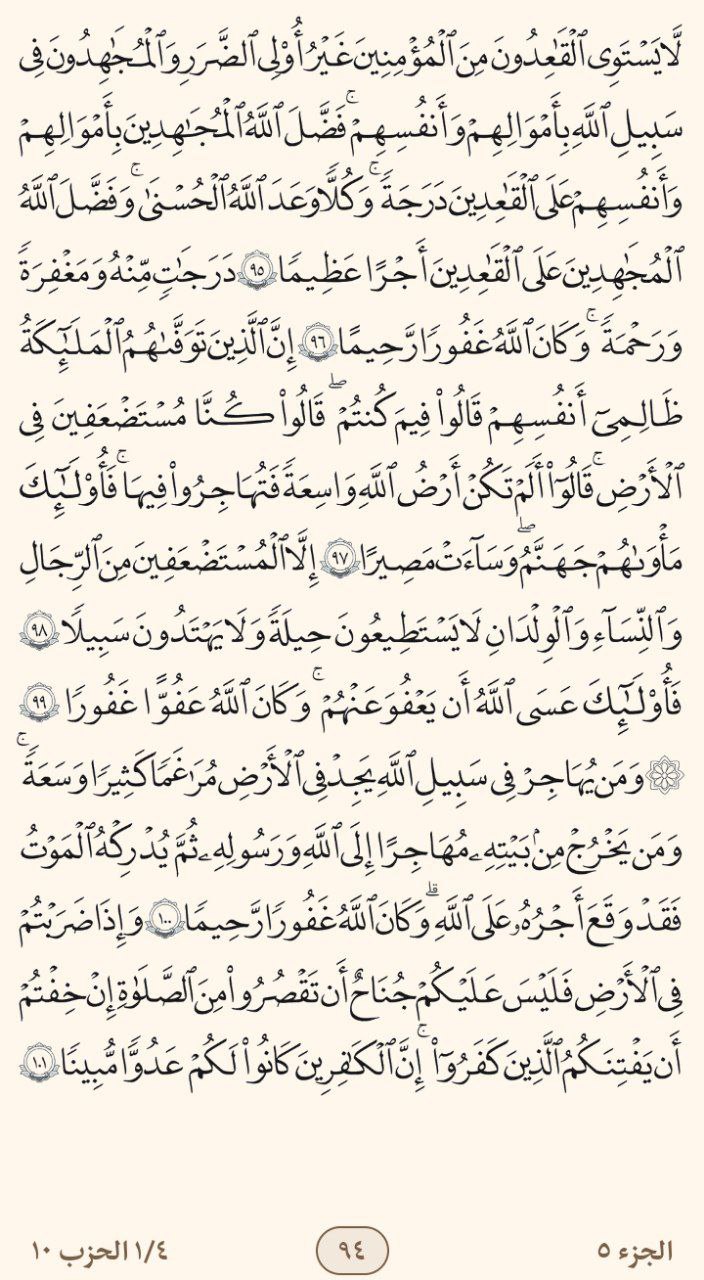 لَّا يَسْتَوِى ٱلْقَـٰعِدُونَ مِنَ ٱلْمُؤْمِنِينَ غَيْرُ أُو۟لِى ٱلضَّرَرِ وَٱلْمُجَـٰهِدُونَ فِى
سَبِيلِ ٱللَّهِ بِأَمْوَٰلِهِمْ وَأَنفُسِهِمْ ۚ فَضَّلَ ٱللَّهُ ٱلْمُجَـٰهِدِينَ بِأَمْوَٰلِهِمْ
وَأَنفُسِهِمْ عَلَى ٱلْقَـٰعِدِينَ دَرَجَةً ۚ وَكُلًّا وَعَدَ ٱللَّهُ ٱلْحُسْنَىٰ ۚ وَفَضَّلَ ٱللَّهُ
ٱلْمُجَـٰهِدِينَ عَلَى ٱلْقَـٰعِدِينَ أَجْرًا عَظِيمًا ٩٥ دَرَجَـٰتٍ مِّنْهُ وَمَغْفِرَةً
وَرَحْمَةً ۚ وَكَانَ ٱللَّهُ غَفُورًا رَّحِيمًا ٩٦ إِنَّ ٱلَّذِينَ تَوَفَّىٰهُمُ ٱلْمَلَـٰٓئِكَةُ
ظَالِمِىٓ أَنفُسِهِمْ قَالُوا۟ فِيمَ كُنتُمْ ۖ قَالُوا۟ كُنَّا مُسْتَضْعَفِينَ فِى
ٱلْأَرْضِ ۚ قَالُوٓا۟ أَلَمْ تَكُنْ أَرْضُ ٱللَّهِ وَٰسِعَةً فَتُهَاجِرُوا۟ فِيهَا ۚ فَأُو۟لَـٰٓئِكَ
مَأْوَىٰهُمْ جَهَنَّمُ ۖ وَسَآءَتْ مَصِيرًا ٩٧ إِلَّا ٱلْمُسْتَضْعَفِينَ مِنَ ٱلرِّجَالِ
وَٱلنِّسَآءِ وَٱلْوِلْدَٰنِ لَا يَسْتَطِيعُونَ حِيلَةً وَلَا يَهْتَدُونَ سَبِيلًا ٩٨
فَأُو۟لَـٰٓئِكَ عَسَى ٱللَّهُ أَن يَعْفُوَ عَنْهُمْ ۚ وَكَانَ ٱللَّهُ عَفُوًّا غَفُورًا ٩٩
۞ وَمَن يُهَاجِرْ فِى سَبِيلِ ٱللَّهِ يَجِدْ فِى ٱلْأَرْضِ مُرَٰغَمًا كَثِيرًا وَسَعَةً ۚ
وَمَن يَخْرُجْ مِنۢ بَيْتِهِۦ مُهَاجِرًا إِلَى ٱللَّهِ وَرَسُولِهِۦ ثُمَّ يُدْرِكْهُ ٱلْمَوْتُ
فَقَدْ وَقَعَ أَجْرُهُۥ عَلَى ٱللَّهِ ۗ وَكَانَ ٱللَّهُ غَفُورًا رَّحِيمًا ١٠٠ وَإِذَا ضَرَبْتُمْ
فِى ٱلْأَرْضِ فَلَيْسَ عَلَيْكُمْ جُنَاحٌ أَن تَقْصُرُوا۟ مِنَ ٱلصَّلَوٰةِ إِنْ خِفْتُمْ
أَن يَفْتِنَكُمُ ٱلَّذِينَ كَفَرُوٓا۟ ۚ إِنَّ ٱلْكَـٰفِرِينَ كَانُوا۟ لَكُمْ عَدُوًّا مُّبِينًا ١٠١
الجزء ٥ ٩٤ ١/٤ الحزب ١٠